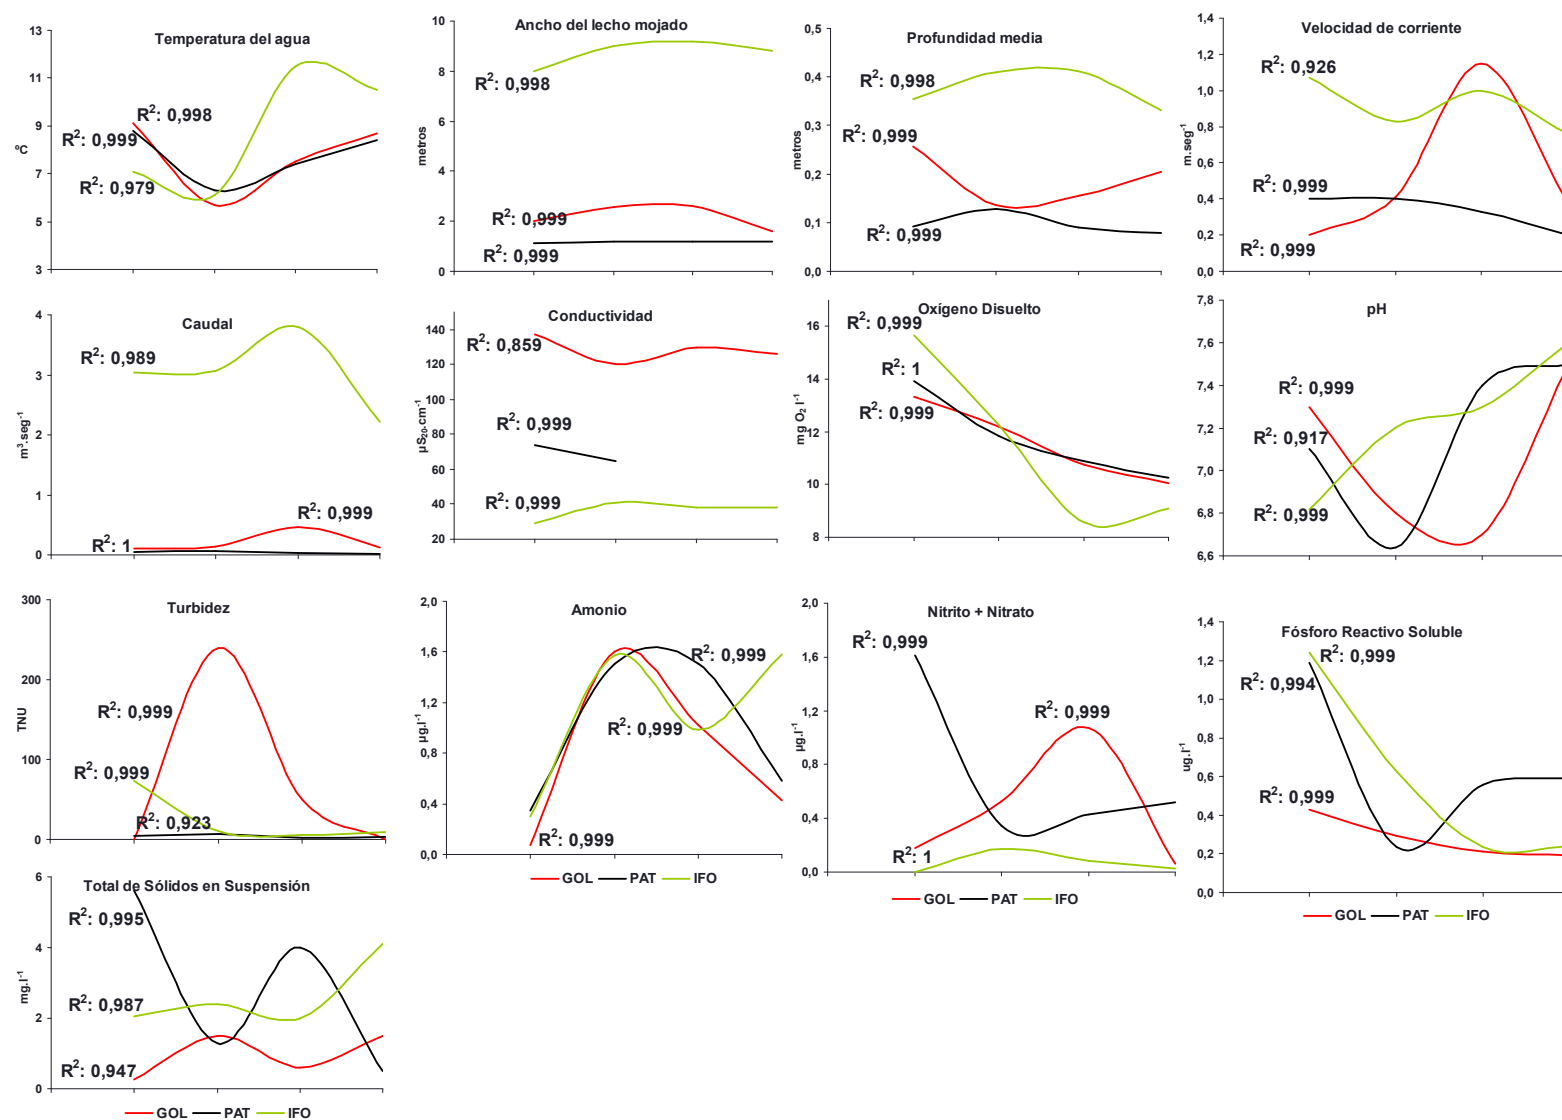 Temperatura del agua
13
11
9
7
5
3
ºC
R²: 0,998
R²: 0,999
R²: 0,979
Ancho del lecho mojado
10
8
6
4
2
0
metros
R²: 0,998
R²: 0,999
R²: 0,999
Profundidad media
0,5
0,4
0,3
0,2
0,1
0,0
metros
R²: 0,998
R²: 0,999
R²: 0,999
Velocidad de corriente
1,4
1,2
1,0
0,8
0,6
0,4
0,2
0,0
m.seg⁻¹
R²: 0,926
R²: 0,999
R²: 0,999
Caudal
4
3
2
1
0
m³.seg⁻¹
R²: 0,989
R²: 0,999
R²: 1
Conductividad
140
120
100
80
60
40
20
µS₂₀.cm⁻¹
R²: 0,859
R²: 0,999
R²: 0,999
Oxígeno Disuelto
16
14
12
10
8
mg O₂ l⁻¹
R²: 0,999
R²: 1
R²: 0,999
pH
7,8
7,6
7,4
7,2
7,0
6,8
6,6
R²: 0,999
R²: 0,917
R²: 0,999
Turbidez
300
200
100
0
TNU
R²: 0,999
R²: 0,999
R²: 0,923
Amonio
2,0
1,6
1,2
0,8
0,4
0,0
µg.l⁻¹
R²: 0,999
R²: 0,999
R²: 0,999
GOL PAT IFO
Nitrito + Nitrato
2,0
1,6
1,2
0,8
0,4
0,0
µg.l⁻¹
R²: 0,999
R²: 0,999
R²: 1
GOL PAT IFO
Fósforo Reactivo Soluble
1,4
1,2
1,0
0,8
0,6
0,4
0,2
0,0
ug.l⁻¹
R²: 0,999
R²: 0,994
R²: 0,999
GOL PAT IFO
Total de Sólidos en Suspensión
6
4
2
0
mg.l⁻¹
R²: 0,995
R²: 0,987
R²: 0,947
GOL PAT IFO